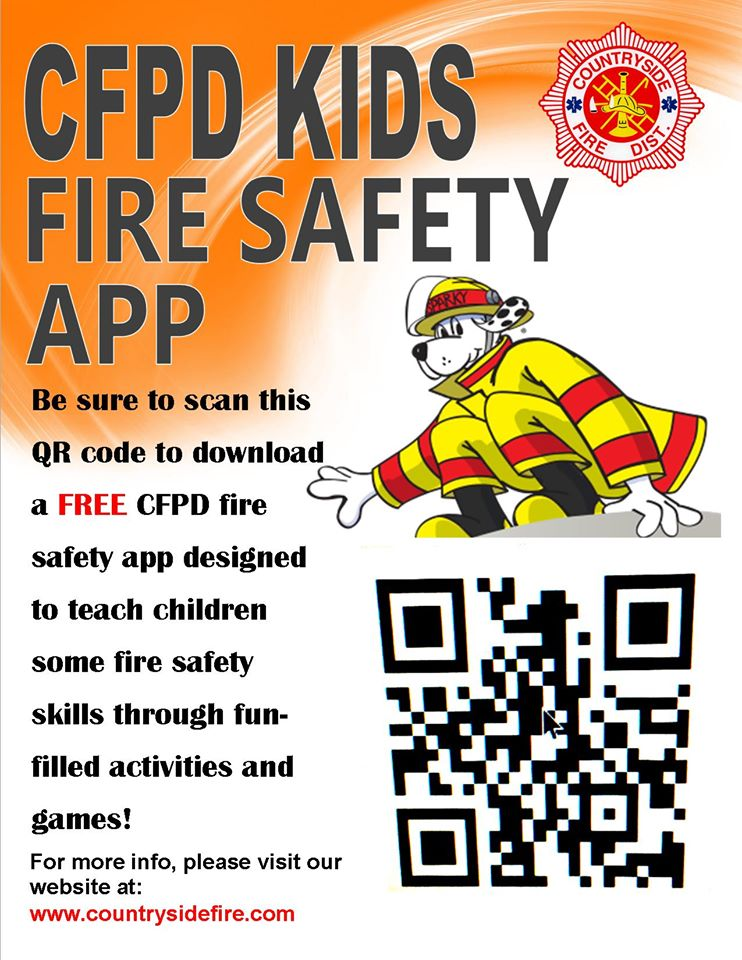 CFPD KIDS
FIRE SAFETY
APP
COUNTRYSIDE
FIRE DIST.
SPARKY
®
Be sure to scan this
QR code to download
a FREE CFPD fire
safety app designed
to teach children
some fire safety
skills through fun-
filled activities and
games!
For more info, please visit our
website at:
www.countrysidefire.com